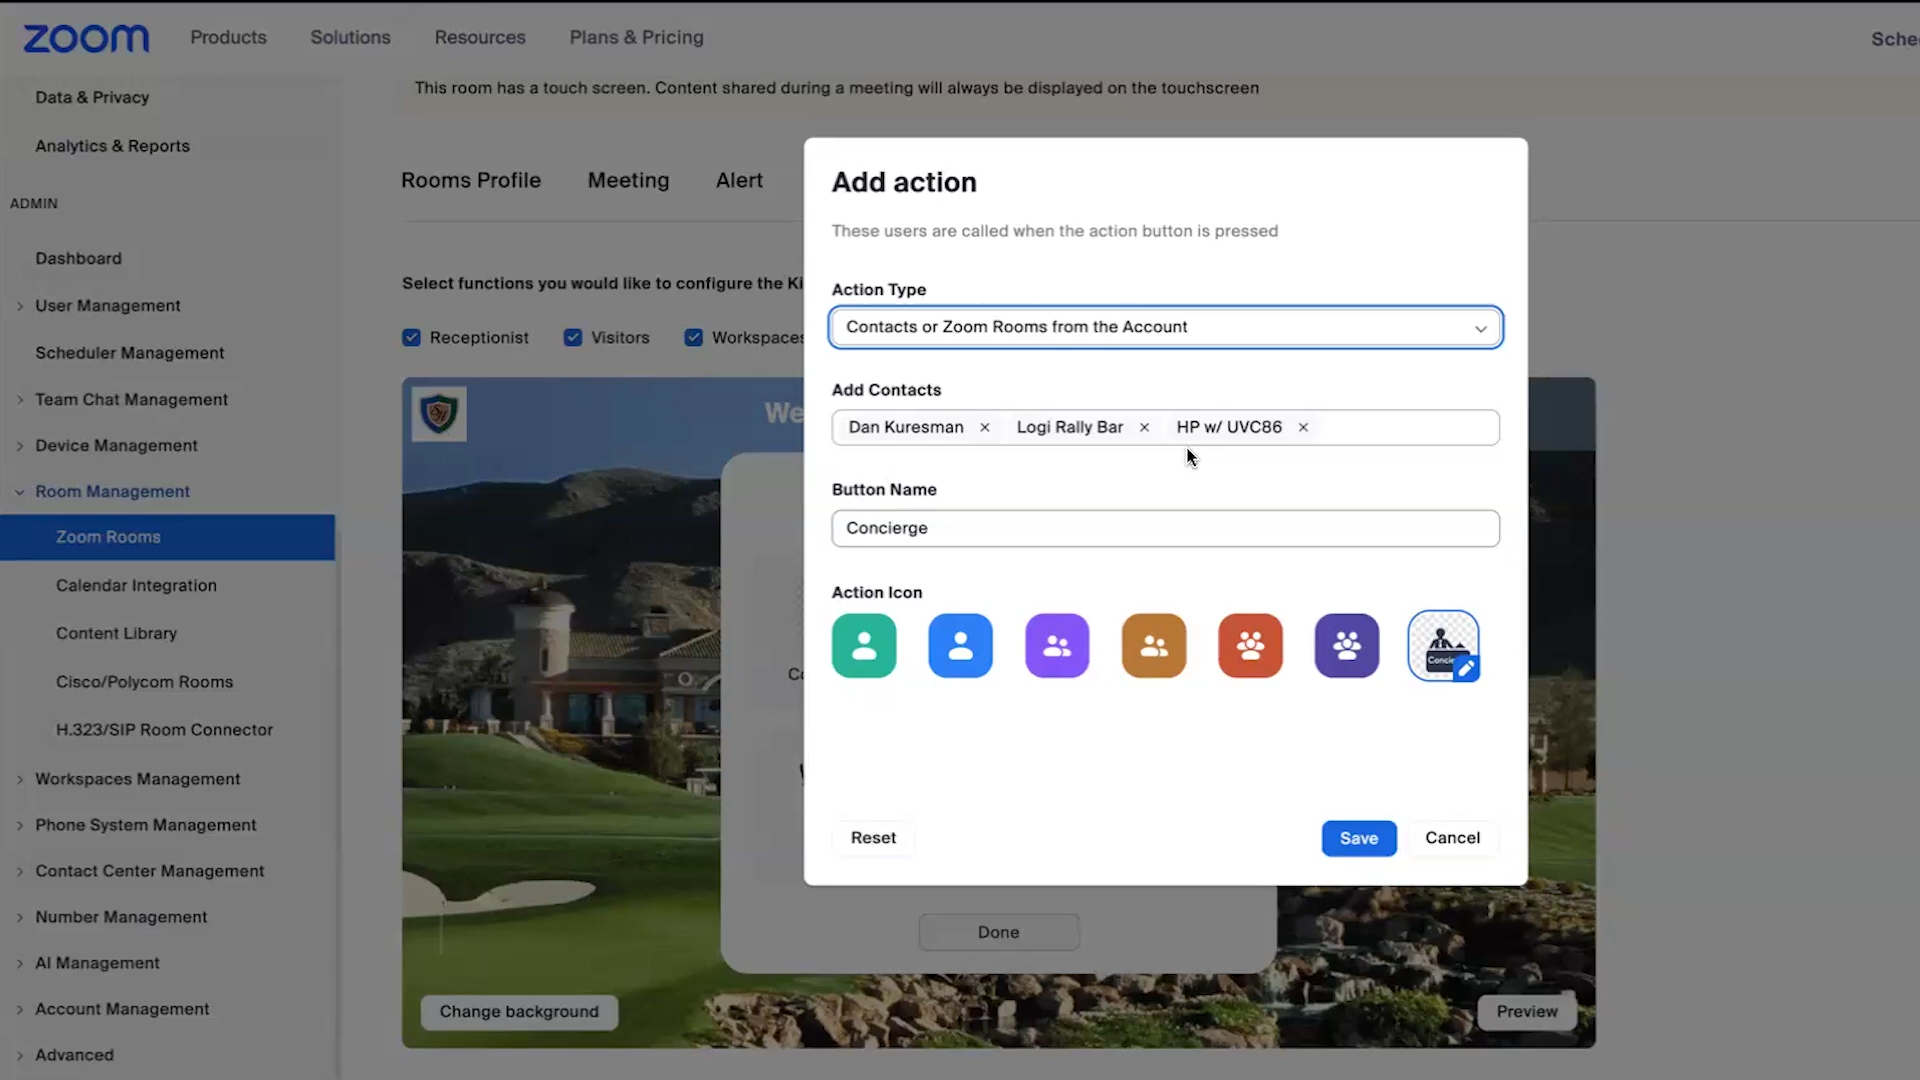 zoom
Products
Solutions
Resources
Plans & Pricing
Data & Privacy
Analytics & Reports
ADMIN
Dashboard
User Management
Scheduler Management
Team Chat Management
Device Management
Room Management
Zoom Rooms
Calendar Integration
Content Library
Cisco/Polycom Rooms
H.323/SIP Room Connector
Workspaces Management
Phone System Management
Contact Center Management
Number Management
AI Management
Account Management
Advanced
This room has a touch screen. Content shared during a meeting will always be displayed on the touchscreen
Rooms Profile
Meeting
Alert
Select functions you would like to configure the Ki
Receptionist
Visitors
Workspaces
We
Done
Change background
Preview
Add action
These users are called when the action button is pressed
Action Type
Contacts or Zoom Rooms from the Account
Add Contacts
Dan Kuresman × Logi Rally Bar × HP w/ UVC86 ×
Button Name
Concierge
Action Icon
Reset
Save
Cancel